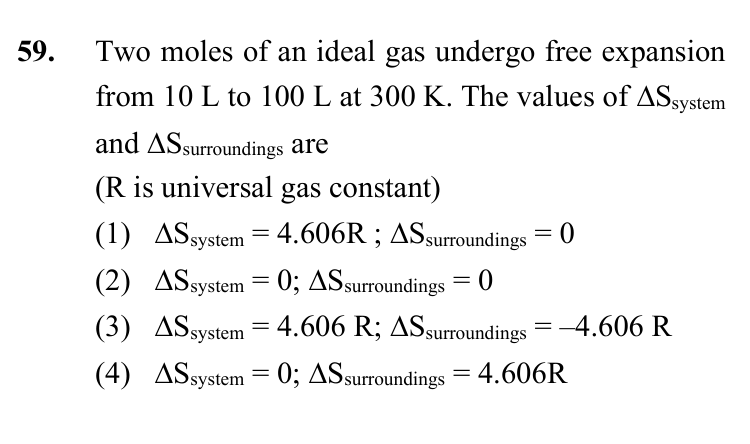 59. Two moles of an ideal gas undergo free expansion
from 10 L to 100 L at 300 K. The values of ΔSsystem
and ΔSsurroundings are
(R is universal gas constant)
(1) ΔSsystem = 4.606R ; ΔSsurroundings = 0
(2) ΔSsystem = 0; ΔSsurroundings = 0
(3) ΔSsystem = 4.606 R; ΔSsurroundings = –4.606 R
(4) ΔSsystem = 0; ΔSsurroundings = 4.606R